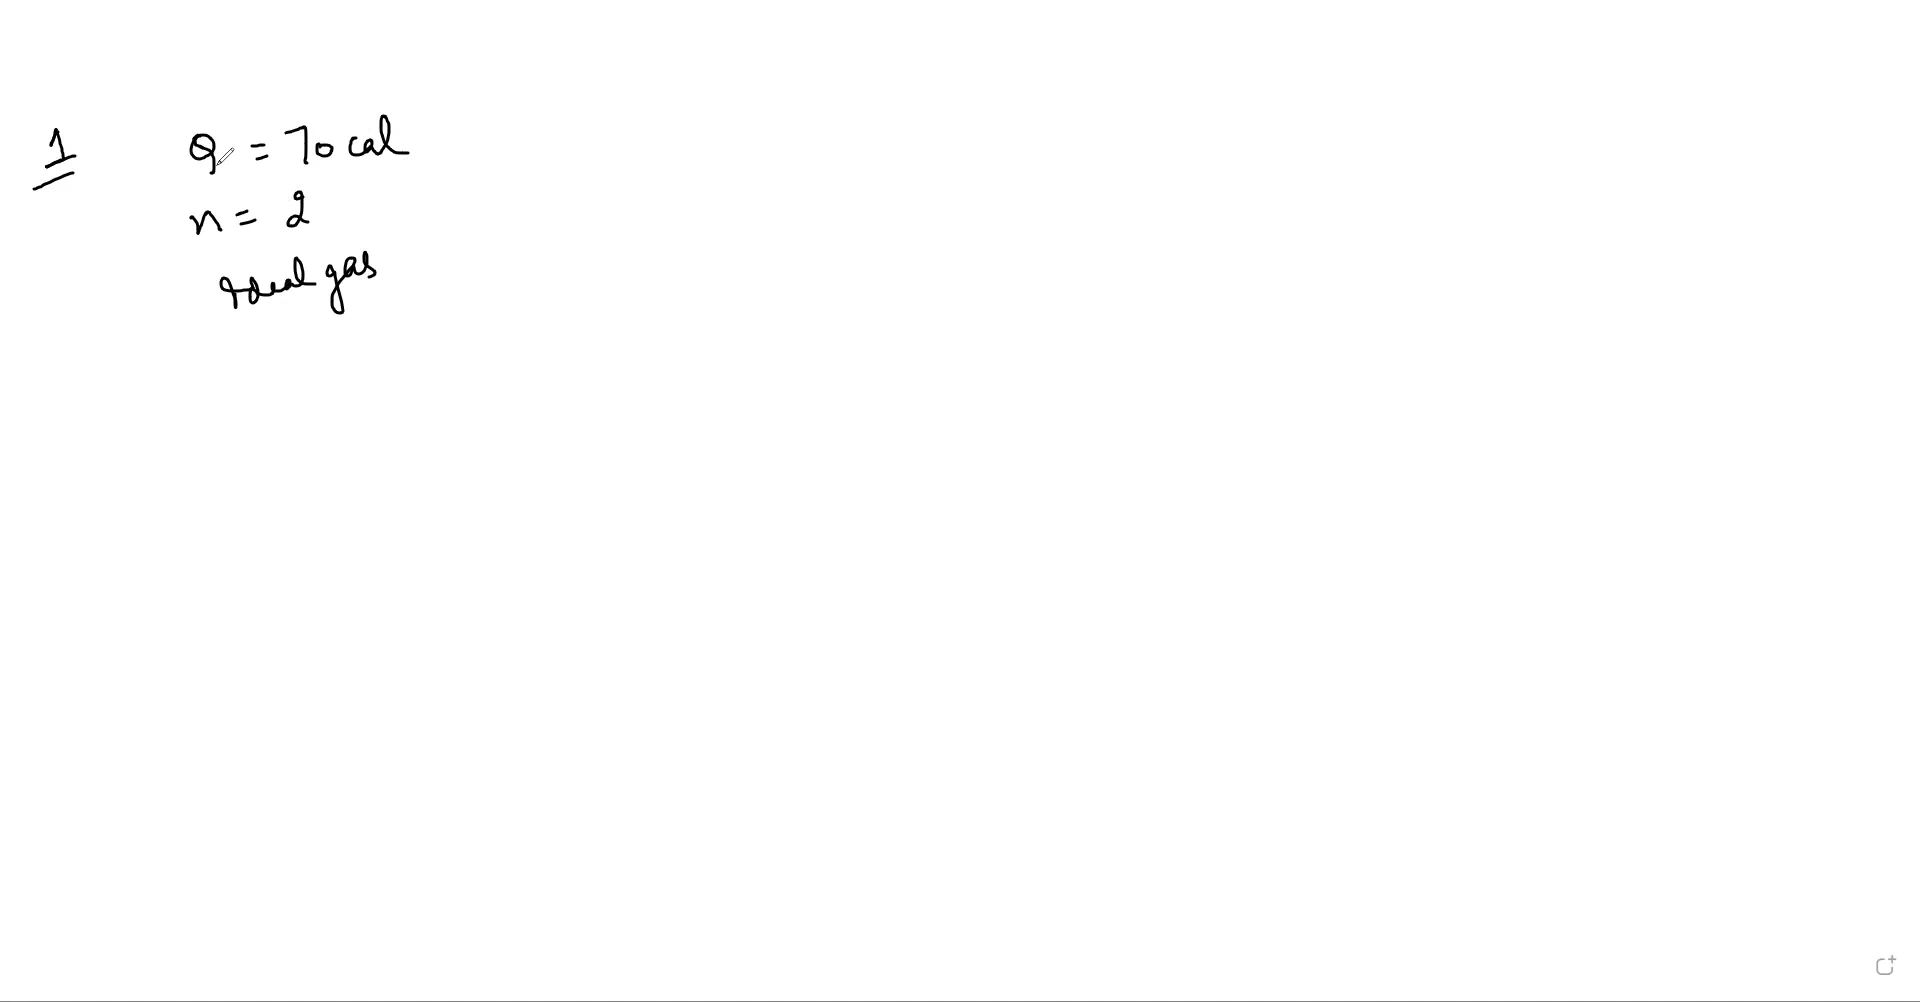 1 Q = 70 cal
n = 2
Ideal gas